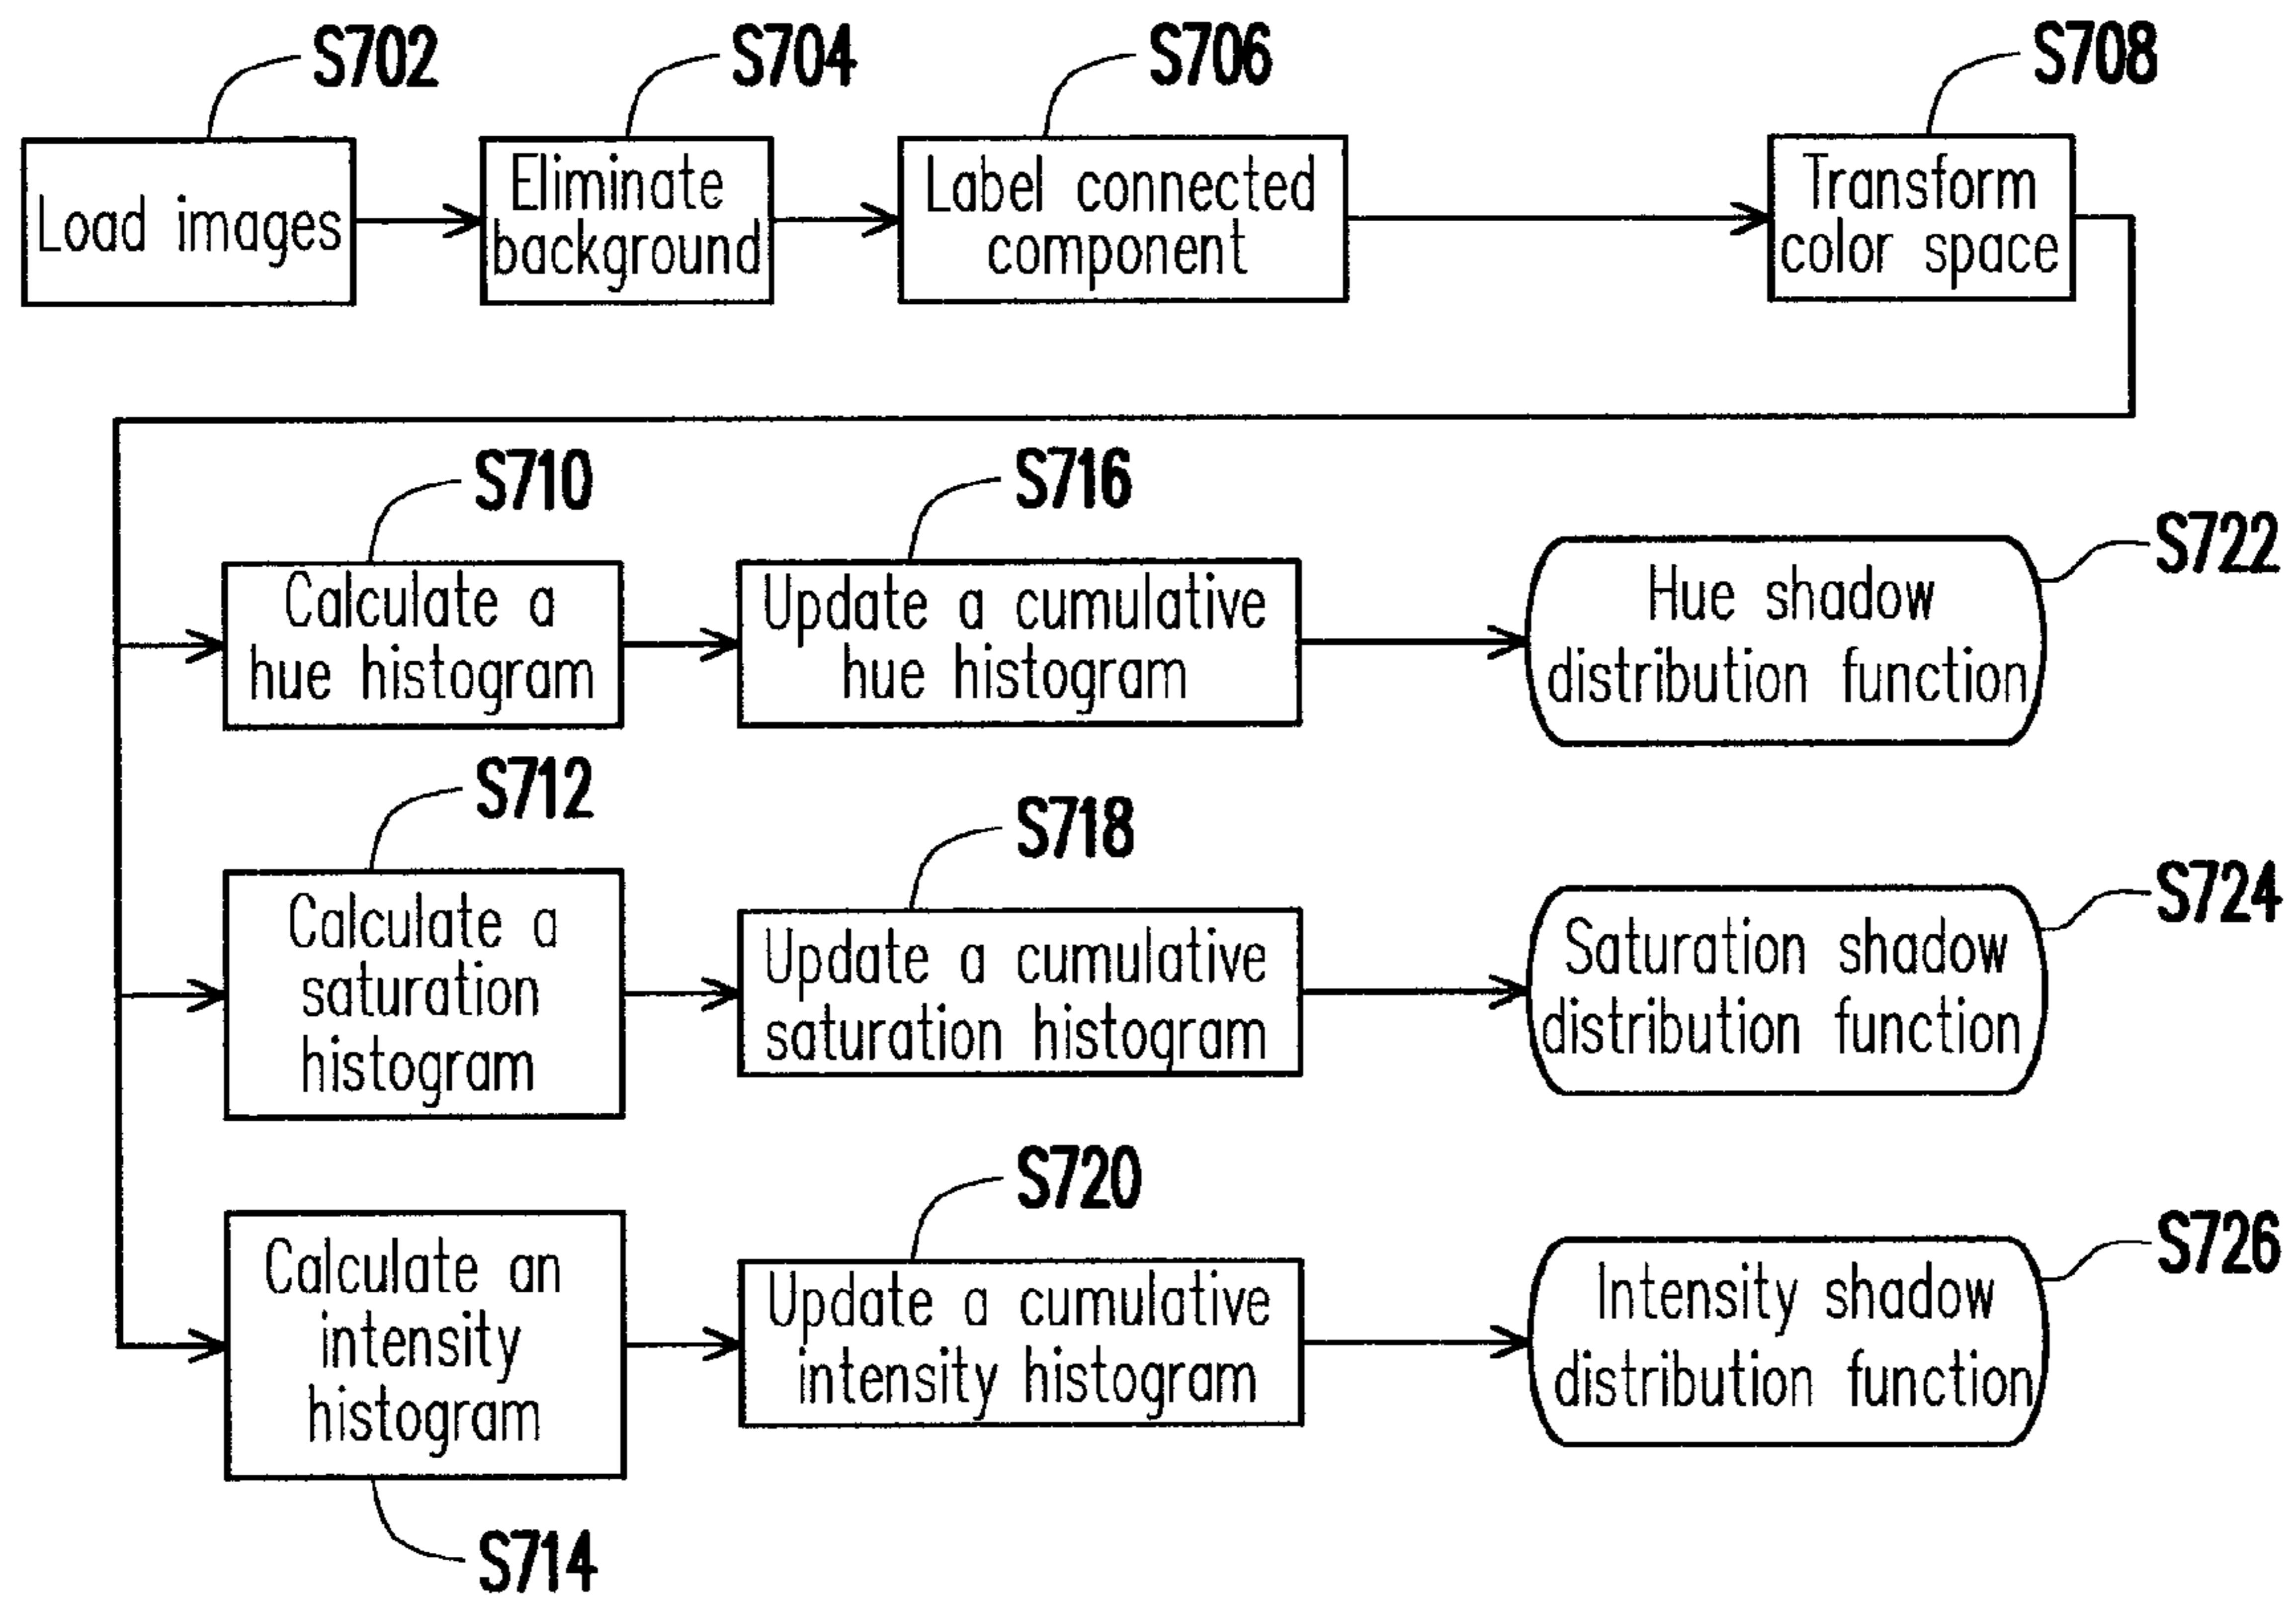 S702
S704
S706
S708
Load images
Eliminate
background
Label connected
component
Transform
color space
S710
S716
S722
Calculate a
hue histogram
Update a cumulative
hue histogram
Hue shadow
distribution function
S712
S718
S724
Calculate a
saturation
histogram
Update a cumulative
saturation histogram
Saturation shadow
distribution function
S720
S726
Calculate an
intensity
histogram
Update a cumulative
intensity histogram
Intensity shadow
distribution function
S714